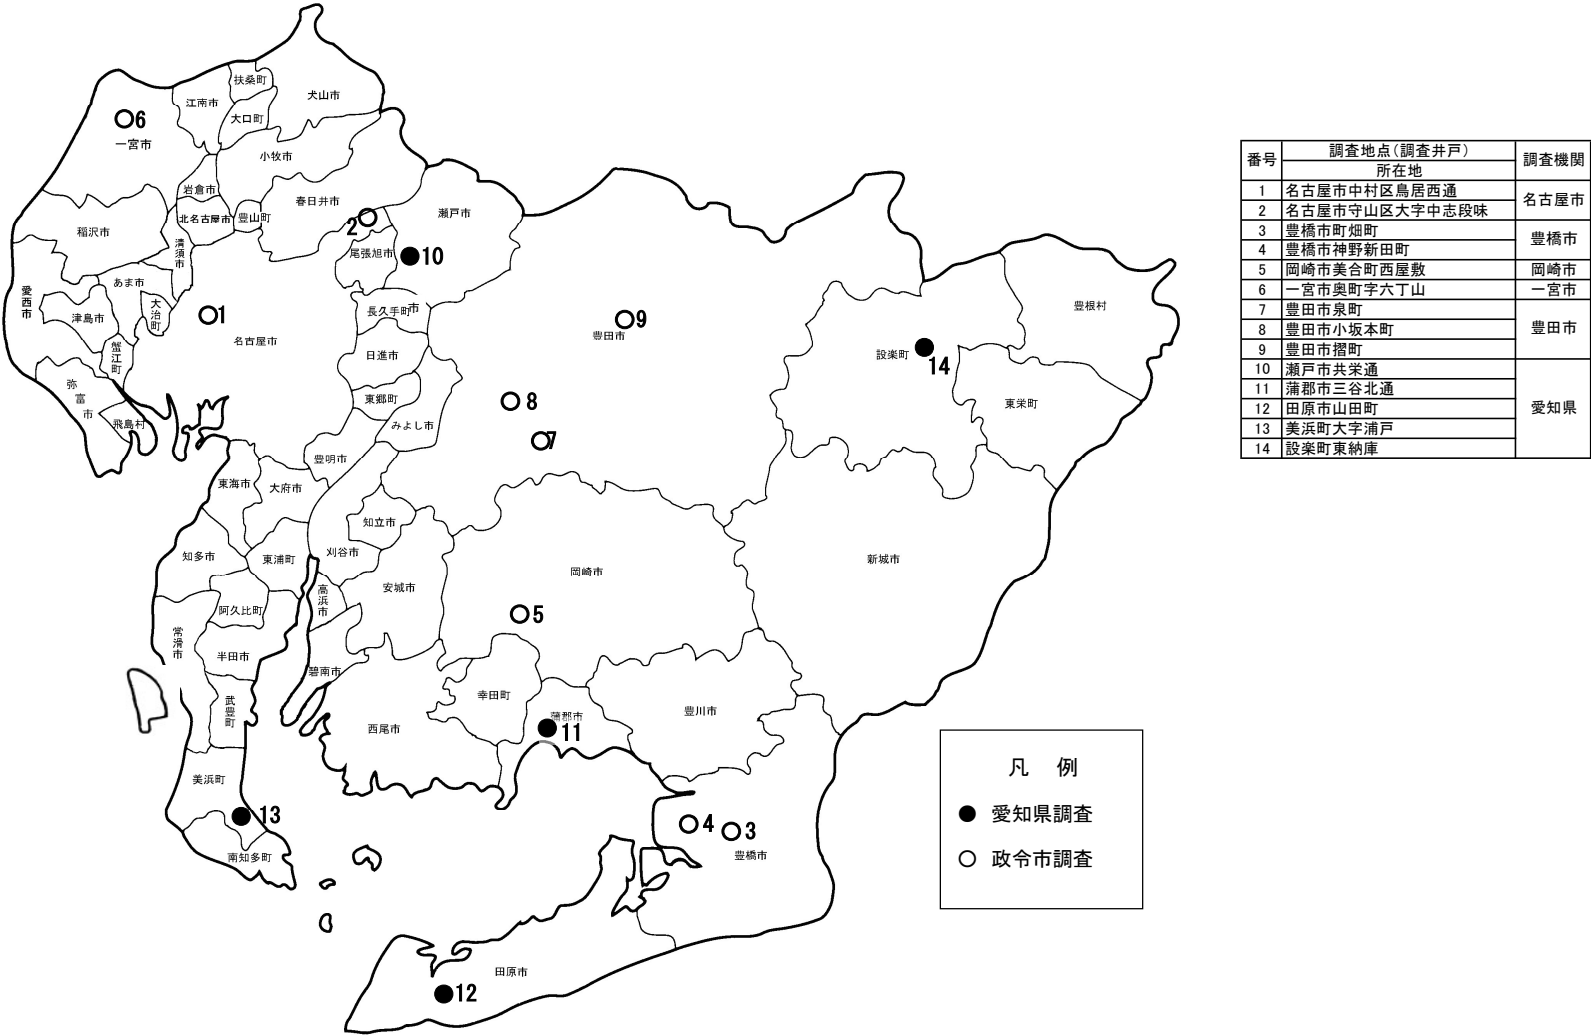 扶桑町
犬山市
江南市
大口町
6
一宮市
小牧市
岩倉市
春日井市
瀬戸市
北名古屋市
豊山町
2
稲沢市
清須市
尾張旭市
10
あま市
愛西市
大治町
津島市
長久手町市
1
名古屋市
9
豊田市
豊根村
設楽町
14
蟹江町
日進市
弥富市
東郷町
8
東栄町
飛島村
みよし市
7
豊明市
東海市
大府市
知立市
刈谷市
知多市
東浦町
新城市
岡崎市
安城市
高浜市
阿久比町
5
常滑市
半田市
碧南市
幸田町
武豊町
豊川市
蒲郡市
西尾市
11
美浜町
13
4
3
豊橋市
南知多町
田原市
12
番号 調査地点(調査井戸) 調査機関
所在地
1 名古屋市中村区鳥居西通 名古屋市
2 名古屋市守山区大字中志段味
3 豊橋市町畑町 豊橋市
4 豊橋市神野新田町
5 岡崎市美合町西屋敷 岡崎市
6 一宮市奥町字六丁山 一宮市
7 豊田市泉町 豊田市
8 豊田市小坂本町
9 豊田市摺町
10 瀬戸市共栄通 愛知県
11 蒲郡市三谷北通
12 田原市山田町
13 美浜町大字浦戸
14 設楽町東納庫
凡 例
愛知県調査
政令市調査